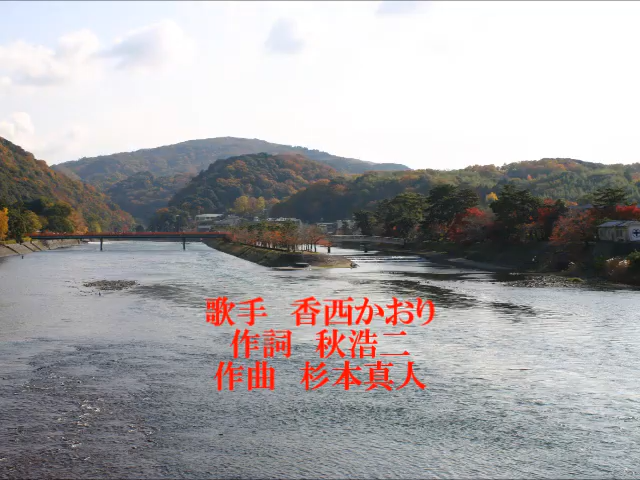 歌手　香西かおり
作詞　秋浩二
作曲　杉本真人